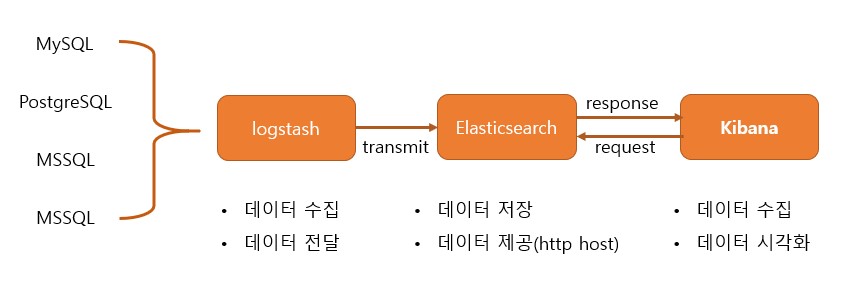 MySQL
PostgreSQL
MSSQL
MSSQL
logstash
transmit
Elasticsearch
response
request
Kibana
• 데이터 수집
• 데이터 전달
• 데이터 저장
• 데이터 제공(http host)
• 데이터 수집
• 데이터 시각화